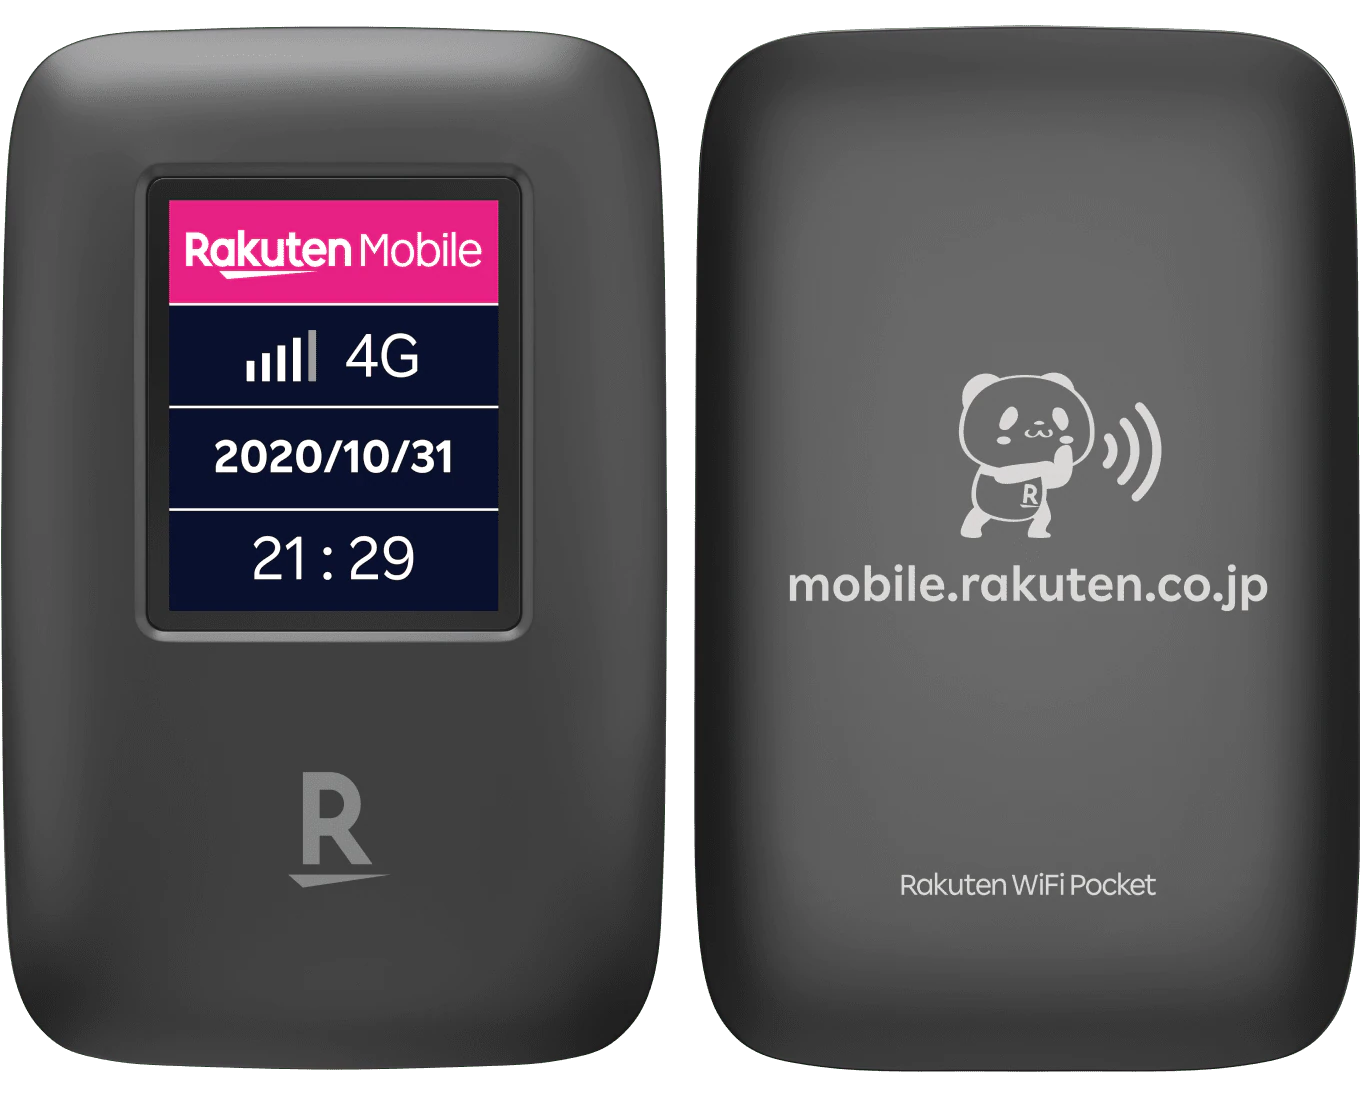 Rakuten Mobile
4G
2020/10/31
21 : 29
R
R
mobile.rakuten.co.jp
Rakuten WiFi Pocket